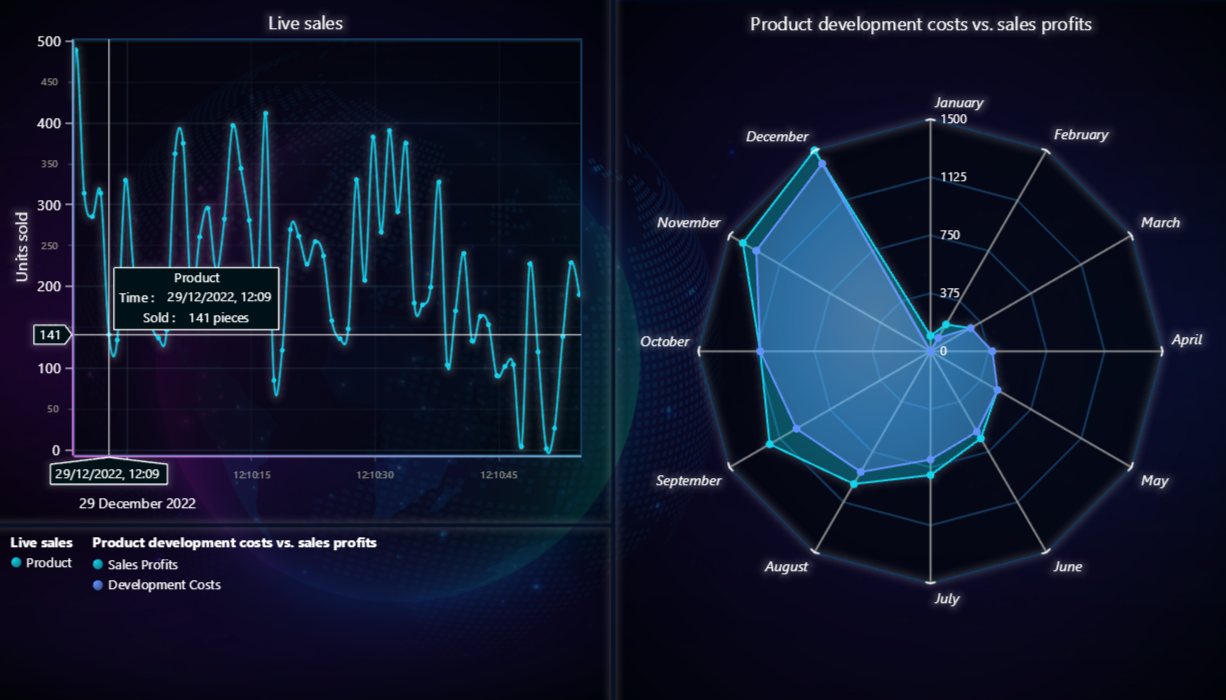 Live sales
Units sold
500
450
400
350
300
250
200
141
100
50
0
Product
Time : 29/12/2022, 12:09
Sold : 141 pieces
29/12/2022, 12:09
12:10:15
12:10:30
12:10:45
29 December 2022
Live sales
Product
Product development costs vs. sales profits
Sales Profits
Development Costs
Product development costs vs. sales profits
January
February
March
April
May
June
July
August
September
October
November
December
1500
1125
750
375
0